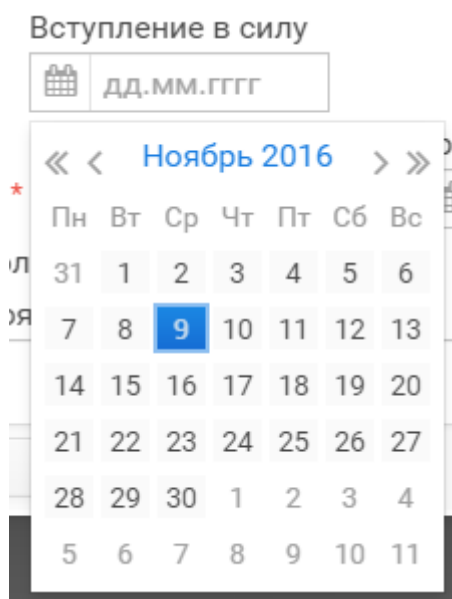 Вступление в силу
дд.мм.гггг
« < Ноябрь 2016 > »
*
Пн Вт Ср Чт Пт Сб Вс
31 1 2 3 4 5 6
7 8 9 10 11 12 13
14 15 16 17 18 19 20
21 22 23 24 25 26 27
28 29 30 1 2 3 4
5 6 7 8 9 10 11